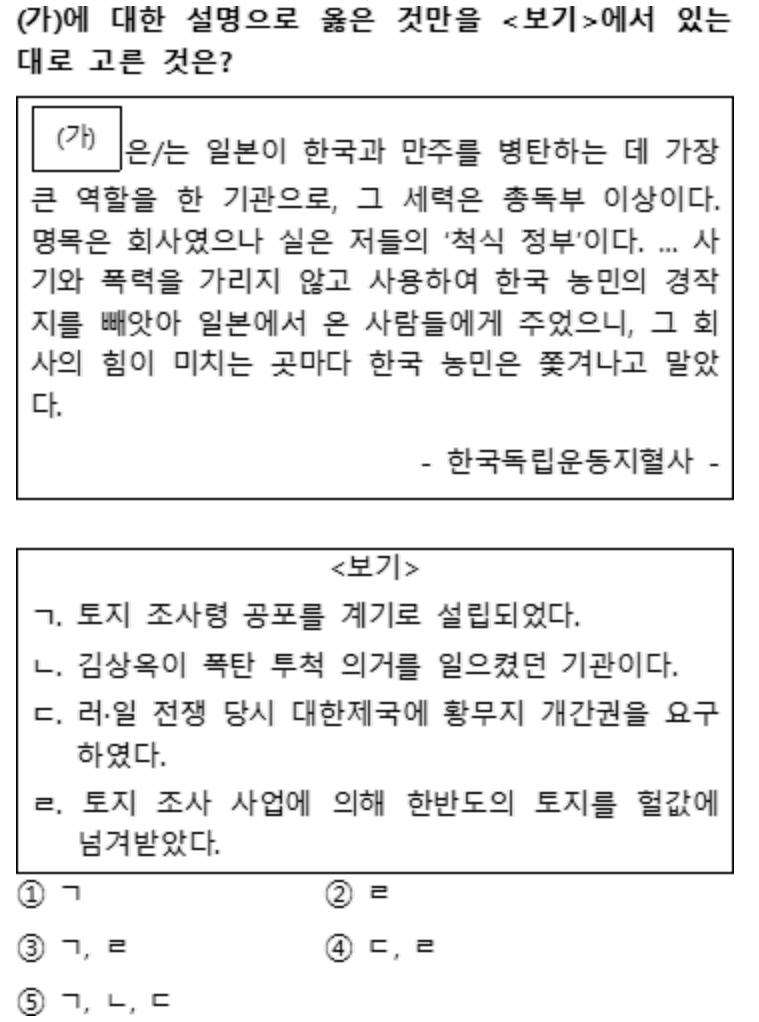 (가)에 대한 설명으로 옳은 것만을 <보기>에서 있는
대로 고른 것은?
(가) 은/는 일본이 한국과 만주를 병탄하는 데 가장
큰 역할을 한 기관으로, 그 세력은 총독부 이상이다.
명목은 회사였으나 실은 저들의 '척식 정부'이다. ... 사
기와 폭력을 가리지 않고 사용하여 한국 농민의 경작
지를 빼앗아 일본에서 온 사람들에게 주었으니, 그 회
사의 힘이 미치는 곳마다 한국 농민은 쫓겨나고 말았
다.
- 한국독립운동지혈사 -
<보기>
ㄱ. 토지 조사령 공포를 계기로 설립되었다.
ㄴ. 김상옥이 폭탄 투척 의거를 일으켰던 기관이다.
ㄷ. 러·일 전쟁 당시 대한제국에 황무지 개간권을 요구
하였다.
ㄹ. 토지 조사 사업에 의해 한반도의 토지를 헐값에
넘겨받았다.
① ㄱ ② ㄹ
③ ㄱ, ㄹ ④ ㄷ, ㄹ
⑤ ㄱ, ㄴ, ㄷ